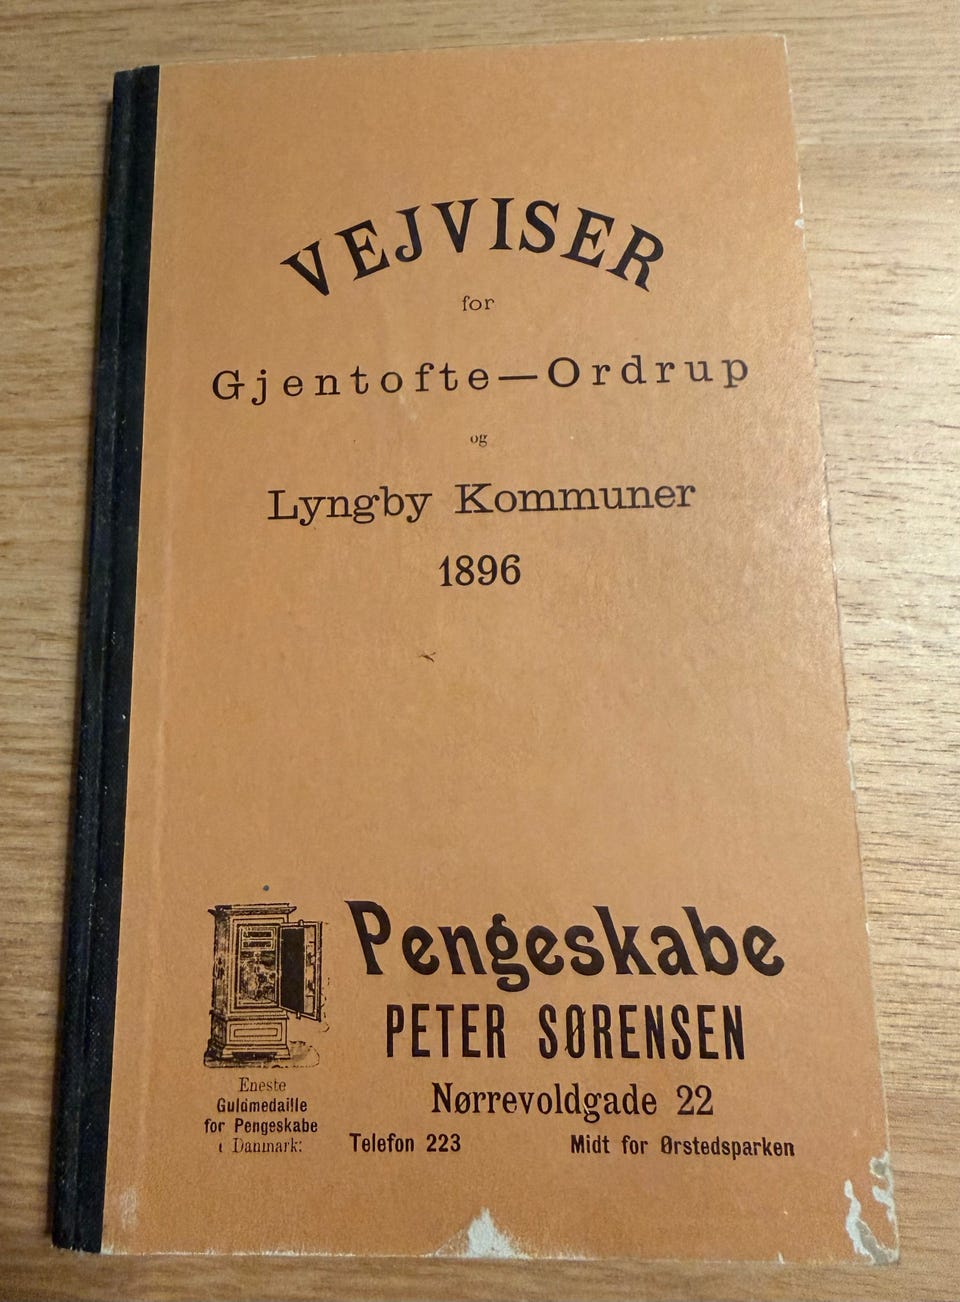 VEJVISER
for
Gjentofte—Ordrup
og
Lyngby Kommuner
1896
Pengeskabe
PETER SØRENSEN
Nørrevoldgade 22
Telefon 223 Midt for Ørstedsparken
Eneste
Guldmedaille
for Pengeskabe
i Danmark: